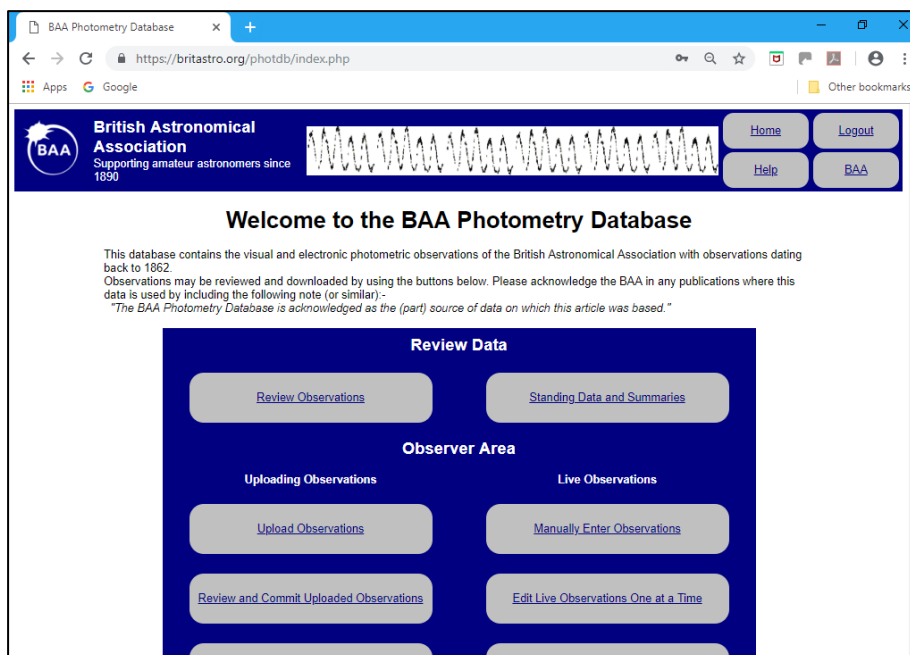 BAA Photometry Database
https://britastro.org/photdb/index.php
Apps
G Google
Other bookmarks
BAA
British Astronomical
Association
Supporting amateur astronomers since
1890
Home
Logout
Help
BAA
Welcome to the BAA Photometry Database
This database contains the visual and electronic photometric observations of the British Astronomical Association with observations dating
back to 1862.
Observations may be reviewed and downloaded by using the buttons below. Please acknowledge the BAA in any publications where this
data is used by including the following note (or similar):-
"The BAA Photometry Database is acknowledged as the (part) source of data on which this article was based."
Review Data
Review Observations
Standing Data and Summaries
Observer Area
Uploading Observations
Live Observations
Upload Observations
Manually Enter Observations
Review and Commit Uploaded Observations
Edit Live Observations One at a Time